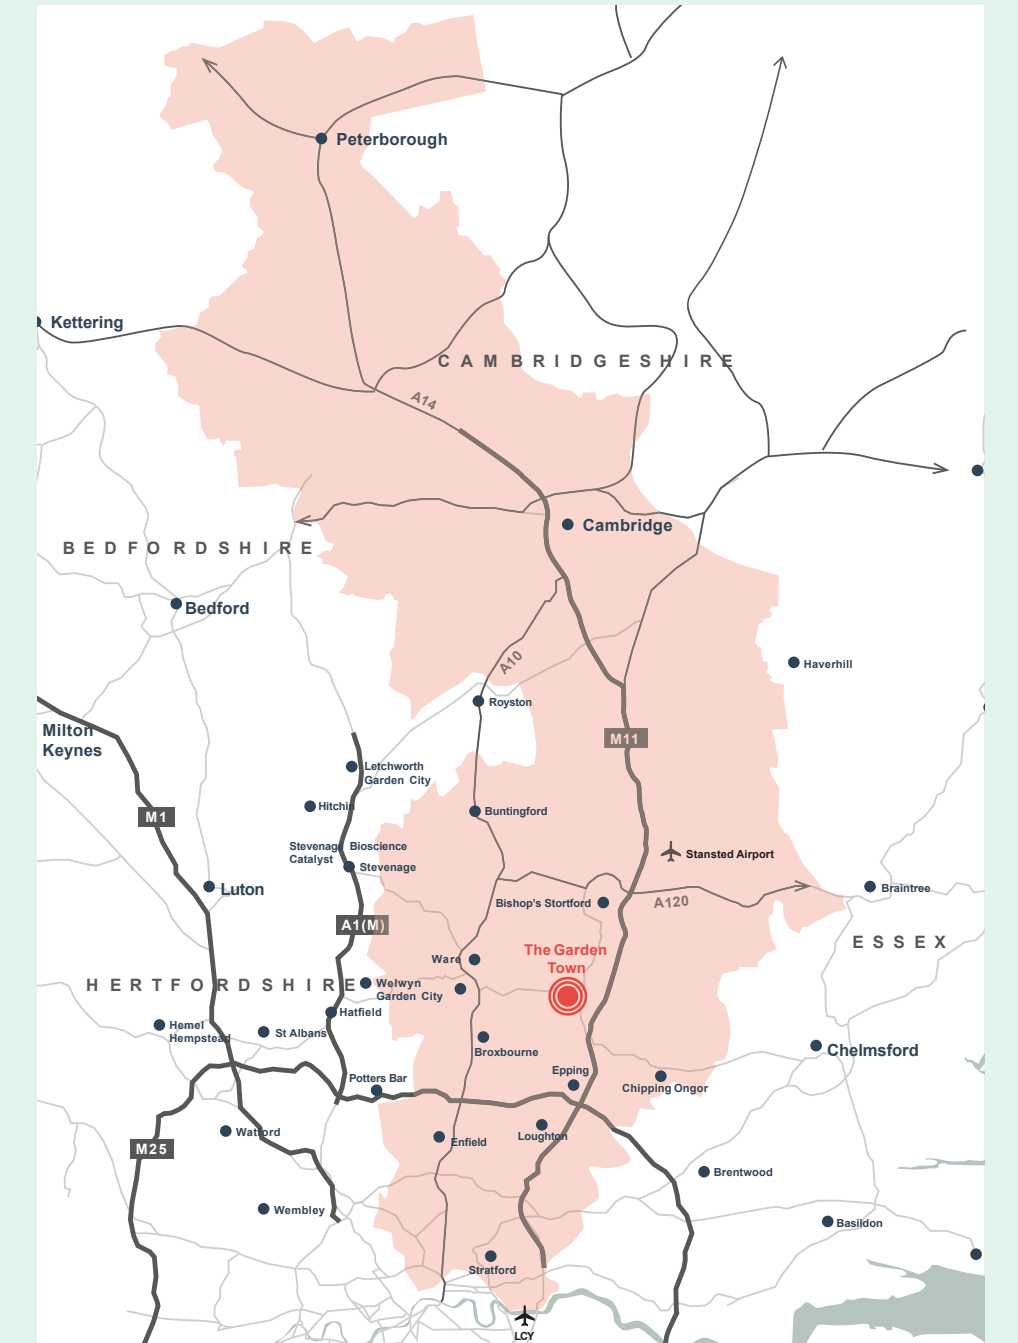 Peterborough
Kettering
CAMBRIDGESHIRE
A14
Cambridge
BEDFORDSHIRE
Bedford
A10
Haverhill
Royston
Milton
Keynes
M11
Letchworth
Garden City
Hitchin
Buntingford
M1
Stevenage Bioscience
Catalyst
Stevenage
Stansted Airport
Luton
Braintree
Bishop's Stortford
A120
A1(M)
ESSEX
The Garden
Town
Ware
HERTFORDSHIRE
Welwyn
Garden City
Hatfield
Hemel
Hempstead
St Albans
Broxbourne
Chelmsford
Epping
Potters Bar
Chipping Ongor
Watford
Enfield
Loughton
M25
Brentwood
Wembley
Basildon
Stratford
LCY